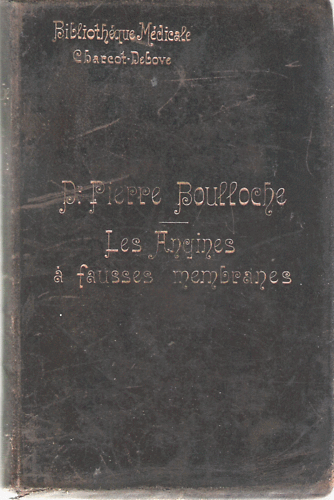 Bibliothèque Médicale
Charcot-Debove
Dr Pierre Boulloche
Les Angines
à fausses membranes